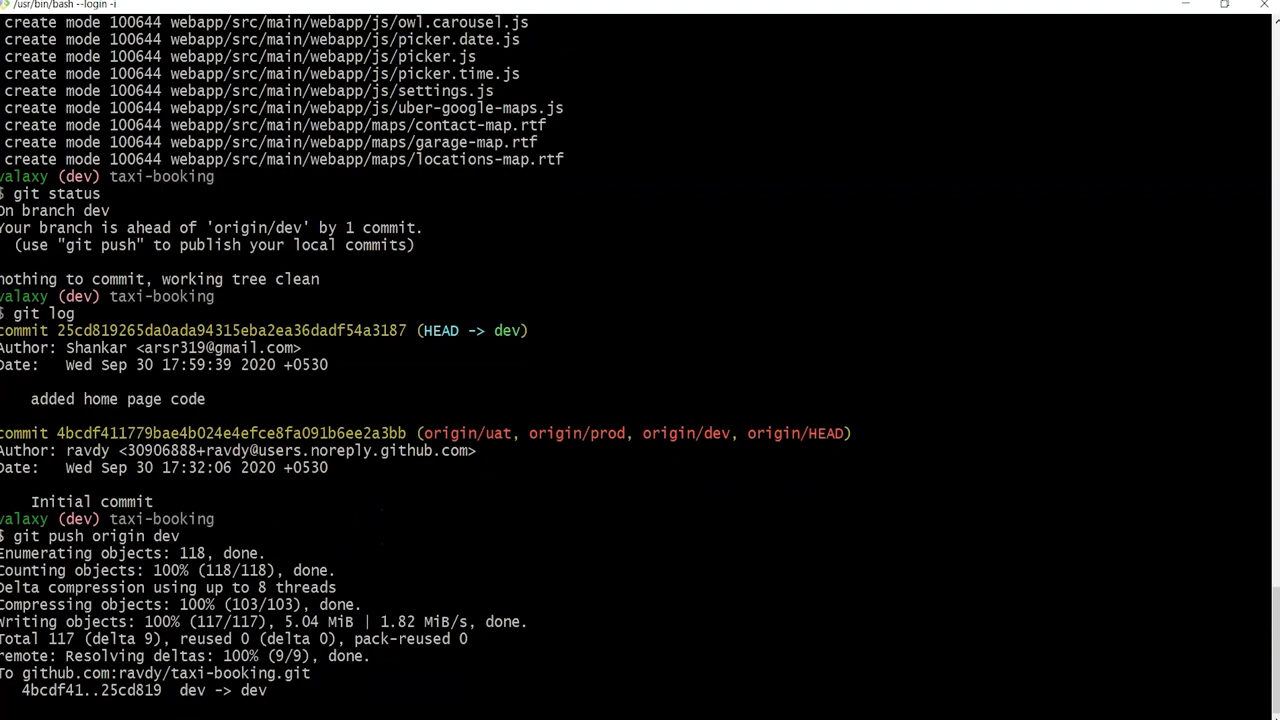 /usr/bin/bash --login -i
create mode 100644 webapp/src/main/webapp/js/owl.carousel.js
create mode 100644 webapp/src/main/webapp/js/picker.date.js
create mode 100644 webapp/src/main/webapp/js/picker.js
create mode 100644 webapp/src/main/webapp/js/picker.time.js
create mode 100644 webapp/src/main/webapp/js/settings.js
create mode 100644 webapp/src/main/webapp/js/uber-google-maps.js
create mode 100644 webapp/src/main/webapp/maps/contact-map.rtf
create mode 100644 webapp/src/main/webapp/maps/garage-map.rtf
create mode 100644 webapp/src/main/webapp/maps/locations-map.rtf
valaxy (dev) taxi-booking
$ git status
On branch dev
Your branch is ahead of 'origin/dev' by 1 commit.
(use "git push" to publish your local commits)
nothing to commit, working tree clean
valaxy (dev) taxi-booking
$ git log
commit 25cd819265da0ada94315eba2ea36dadf54a3187 (HEAD -> dev)
Author: Shankar <arsr319@gmail.com>
Date:   Wed Sep 30 17:59:39 2020 +0530
added home page code
commit 4bcdf411779bae4b024e4efce8fa091b6ee2a3bb (origin/uat, origin/prod, origin/dev, origin/HEAD)
Author: ravdy <30906888+ravdy@users.noreply.github.com>
Date:   Wed Sep 30 17:32:06 2020 +0530
Initial commit
valaxy (dev) taxi-booking
$ git push origin dev
Enumerating objects: 118, done.
Counting objects: 100% (118/118), done.
Delta compression using up to 8 threads
Compressing objects: 100% (103/103), done.
Writing objects: 100% (117/117), 5.04 MiB | 1.82 MiB/s, done.
Total 117 (delta 9), reused 0 (delta 0), pack-reused 0
remote: Resolving deltas: 100% (9/9), done.
To github.com:ravdy/taxi-booking.git
4bcdf41..25cd819  dev -> dev